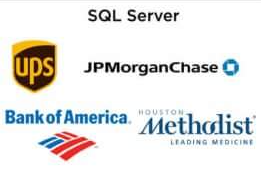 SQL Server
ups
JPMorganChase
Bank of America.
HOUSTON
Methodist
LEADING MEDICINE